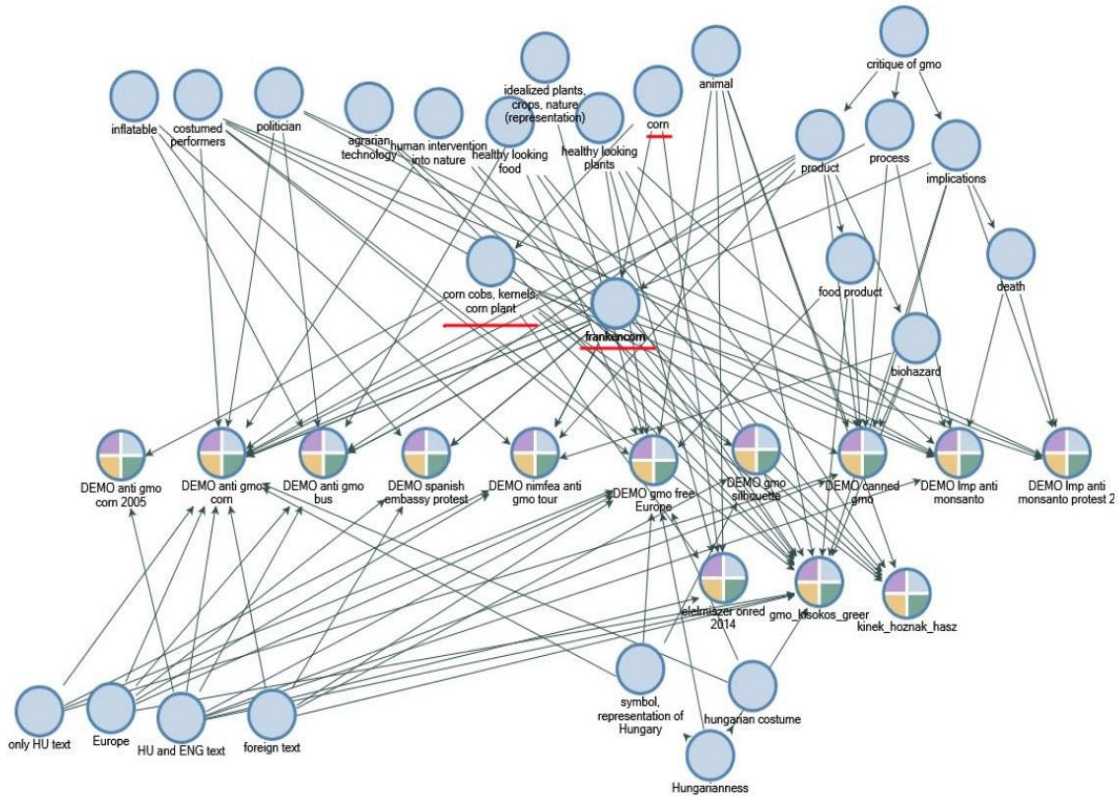 critique of gmo
idealized plants,
crops, nature
(representation)
animal
inflatable
costumed
performers
politician
agrarian
technology
human intervention
into nature
healthy looking
food
healthy looking
plants
corn
product
process
implications
corn cobs, kernels,
corn plant
frankencorn
food product
death
biohazard
DEMO anti gmo
corn 2005
DEMO anti gmo
corn
DEMO anti gmo
bus
DEMO spanish
embassy protest
DEMO nimfea anti
gmo tour
DEMO gmo free
Europe
DEMO gmo
silhouette
DEMO canned
gmo
DEMO lmp anti
monsanto
DEMO lmp anti
monsanto protest 2
elelmiszer onred
2014
gmo_kisokos_greer
kinek_hoznak_hasz
only HU text
Europe
HU and ENG text
foreign text
symbol,
representation of
Hungary
hungarian costume
Hungarianness